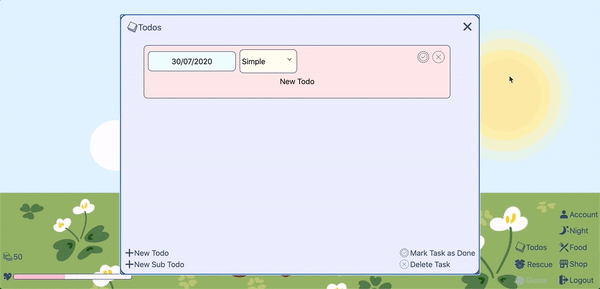 Todos
30/07/2020
Simple
New Todo
New Todo
New Sub Todo
Mark Task as Done
Delete Task
50
Account
Night
Todos
Food
Rescue
Shop
Logout